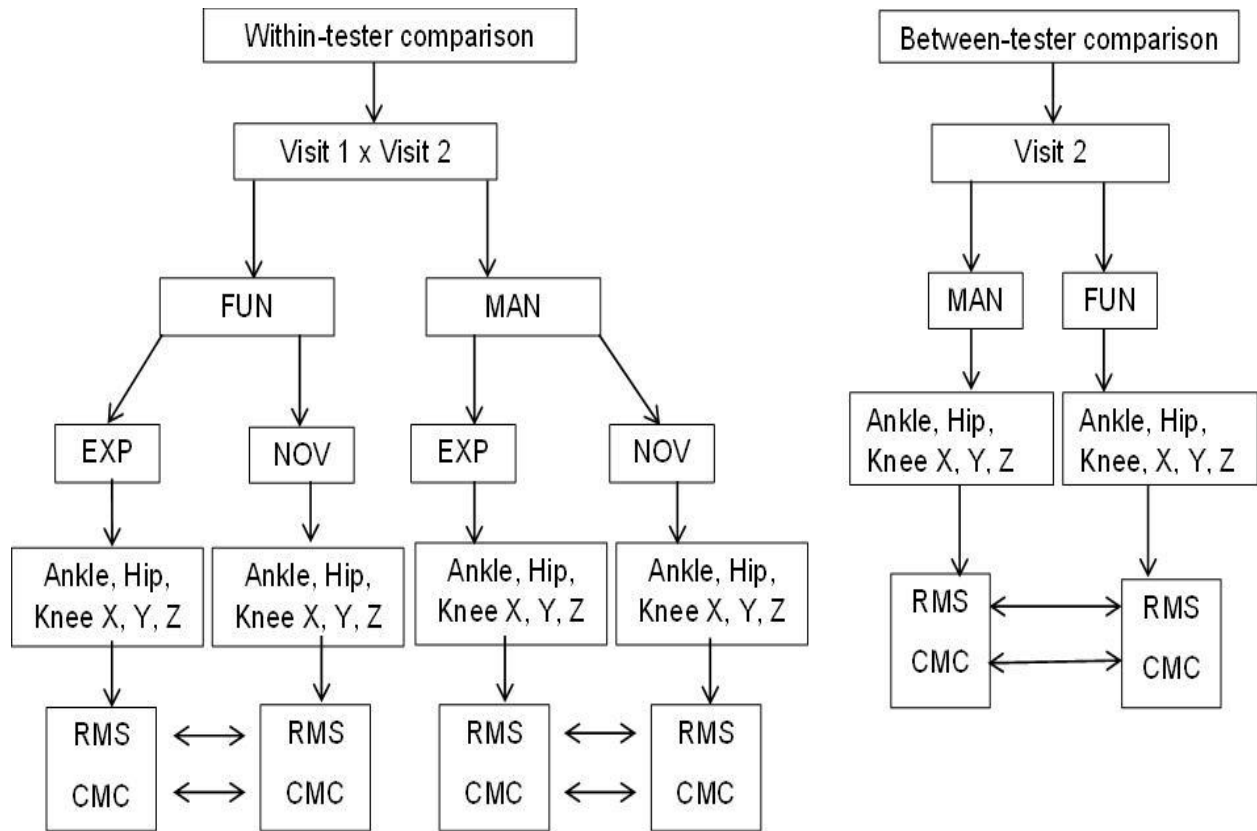 Within-tester comparison
Visit 1 x Visit 2
FUN
MAN
EXP
NOV
EXP
NOV
Ankle, Hip,
Knee X, Y, Z
Ankle, Hip,
Knee X, Y, Z
Ankle, Hip,
Knee X, Y, Z
Ankle, Hip,
Knee X, Y, Z
RMS
CMC
RMS
CMC
RMS
CMC
RMS
CMC
Between-tester comparison
Visit 2
MAN
FUN
Ankle, Hip,
Knee X, Y, Z
Ankle, Hip,
Knee, X, Y, Z
RMS
CMC
RMS
CMC